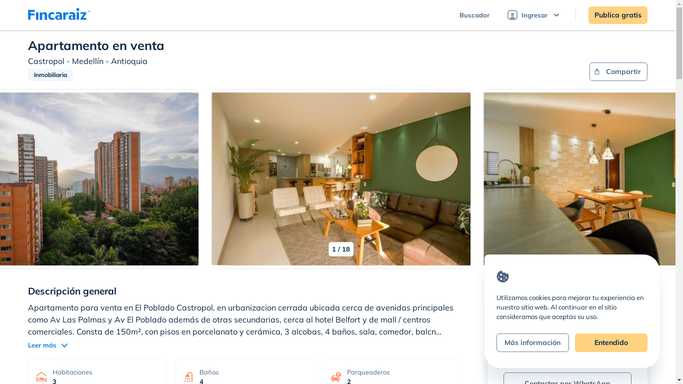 Fincaraiz
Buscador
Ingresar
Publica gratis
Apartamento en venta
Castropol - Medellín - Antioquia
Inmobiliaria
Compartir
1 / 18
Descripción general
Apartamento para venta en El Poblado Castropol, en urbanizacion cerrada ubicada cerca de avenidas principales
como Av Las Palmas y Av El Poblado además de otras secundarias, cerca al hotel Belfort y de mall / centros
comerciales. Consta de 150m², con pisos en porcelanato y cerámica, 3 alcobas, 4 baños, sala, comedor, balcn...
Leer más
Habitaciones
3
Baños
4
Parqueaderos
2
Utilizamos cookies para mejorar tu experiencia en
nuestro sitio web. Al continuar en el sitio
consideramos que aceptas su uso.
Más información
Entendido
Contactar por WhatsApp